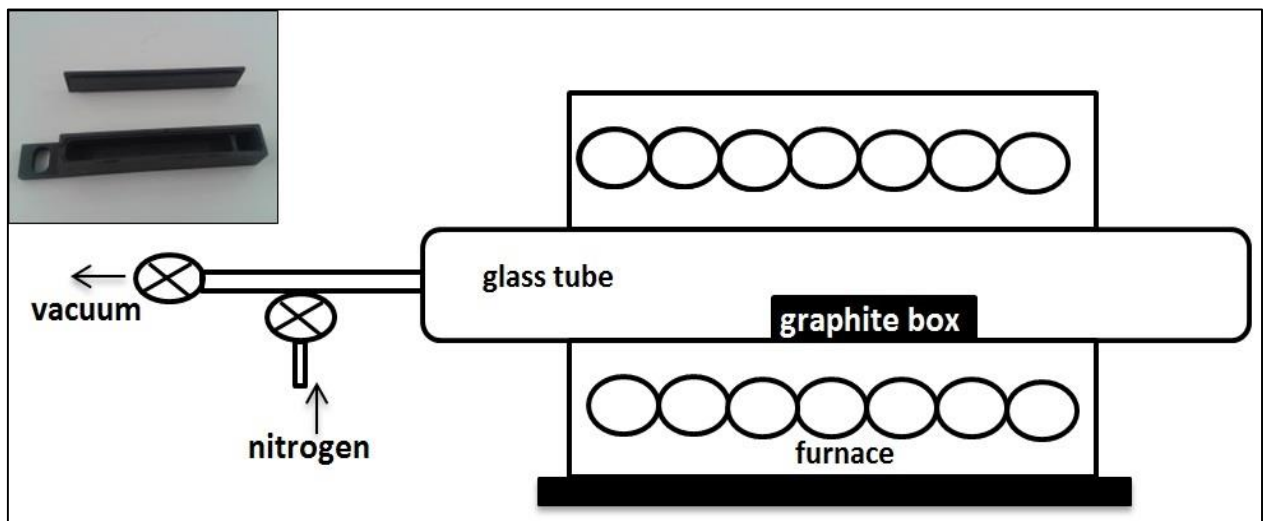 glass tube
vacuum
graphite box
nitrogen
furnace